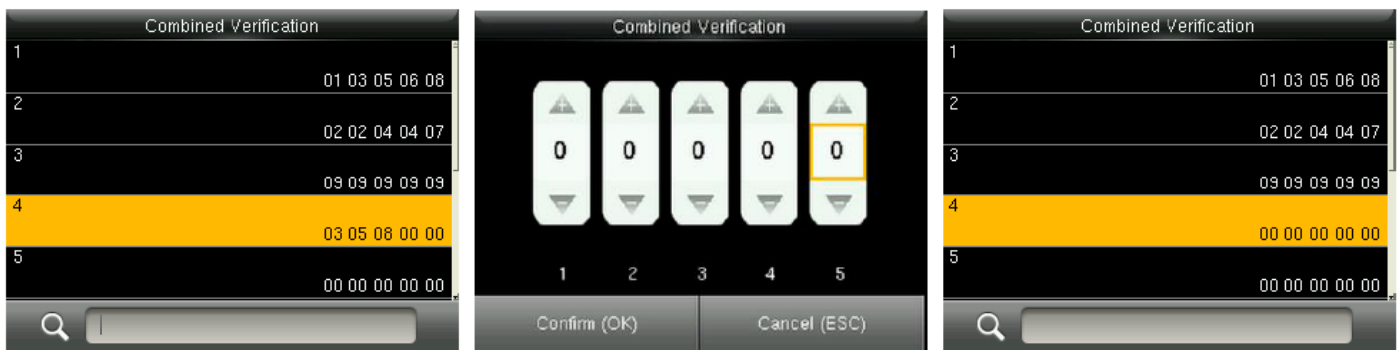 Combined Verification
1
01 03 05 06 08
2
02 02 04 04 07
3
09 09 09 09 09
4
03 05 08 00 00
5
00 00 00 00 00
Combined Verification
0 0 0 0 0
1 2 3 4 5
Confirm (OK) Cancel (ESC)
Combined Verification
1
01 03 05 06 08
2
02 02 04 04 07
3
09 09 09 09 09
4
00 00 00 00 00
5
00 00 00 00 00